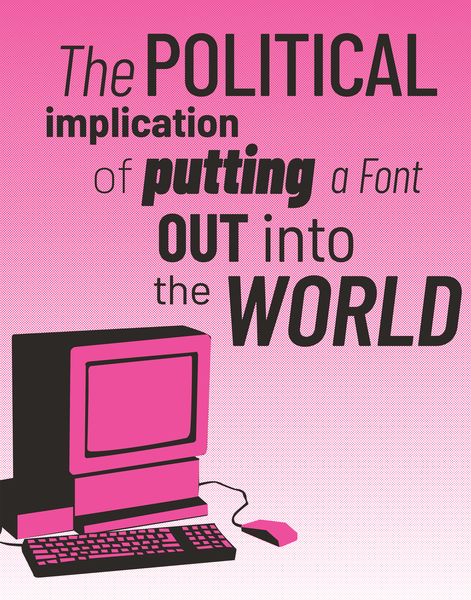 The POLITICAL
implication
of putting a Font
OUT into
the WORLD